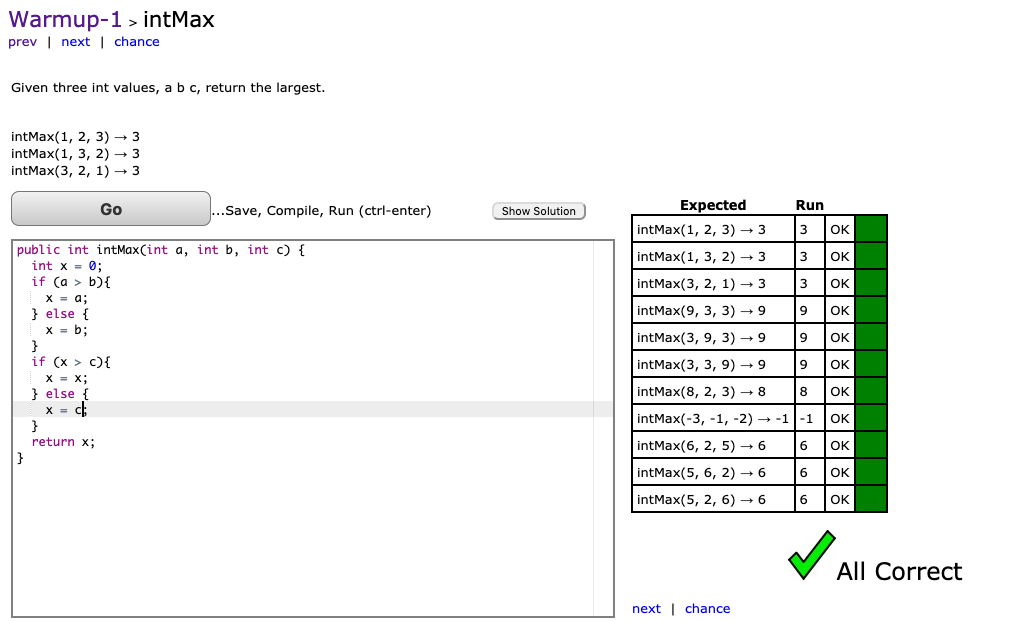 Warmup-1 > intMax
prev | next | chance
Given three int values, a b c, return the largest.
intMax(1, 2, 3) → 3
intMax(1, 3, 2) → 3
intMax(3, 2, 1) → 3
Go
...Save, Compile, Run (ctrl-enter)
Show Solution
public int intMax(int a, int b, int c) {
  int x = 0;
  if (a > b){
    x = a;
  } else {
    x = b;
  }
  if (x > c){
    x = x;
  } else {
    x = c;
  }
  return x;
}
Expected Run
intMax(1, 2, 3) → 3 3 OK
intMax(1, 3, 2) → 3 3 OK
intMax(3, 2, 1) → 3 3 OK
intMax(9, 3, 3) → 9 9 OK
intMax(3, 9, 3) → 9 9 OK
intMax(3, 3, 9) → 9 9 OK
intMax(8, 2, 3) → 8 8 OK
intMax(-3, -1, -2) → -1 -1 OK
intMax(6, 2, 5) → 6 6 OK
intMax(5, 6, 2) → 6 6 OK
intMax(5, 2, 6) → 6 6 OK
All Correct
next | chance